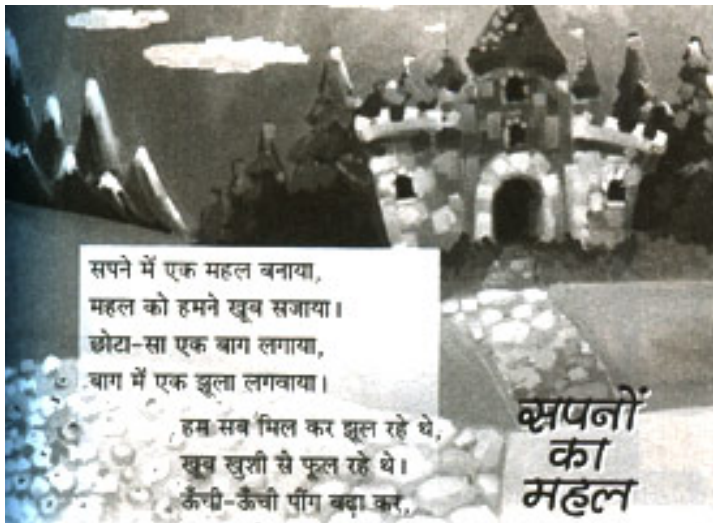 सपने में एक महल बनाया,
महल को हमने खूब सजाया।
छोटा-सा एक बाग लगाया,
बाग में एक झूला लगवाया।
हम सब मिल कर झूल रहे थे,
खूब खुशी से फूल रहे थे।
ऊँची-ऊँची पींग बढ़ा कर,
सपनों
का
महल